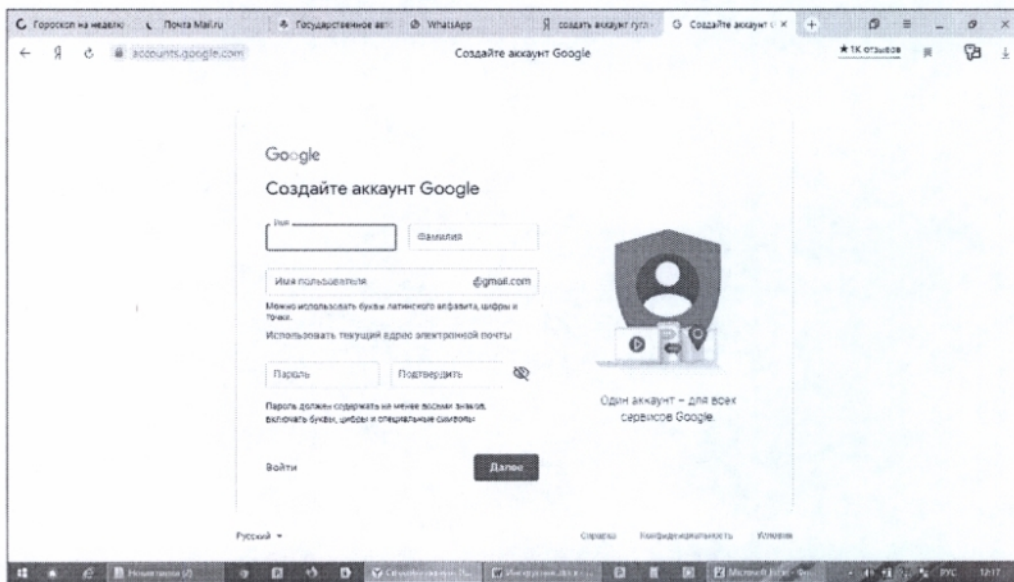 Гороскоп на неделю
Почта Mail.ru
WhatsApp
создать аккаунт гугл
Создайте аккаунт
accounts.google.com
Создайте аккаунт Google
★1K отзывов
Google
Создайте аккаунт Google
Имя
Фамилия
Имя пользователя
@gmail.com
Можно использовать буквы латинского алфавита, цифры и
точки.
Использовать текущий адрес электронной почты
Пароль
Подтвердить
Пароль должен содержать не менее восьми знаков,
включать буквы, цифры и специальные символы
Один аккаунт – для всех
сервисов Google.
Войти
Далее
Русский
Справка
Конфиденциальность
Условия
Microsoft Excel
РУС
12:17